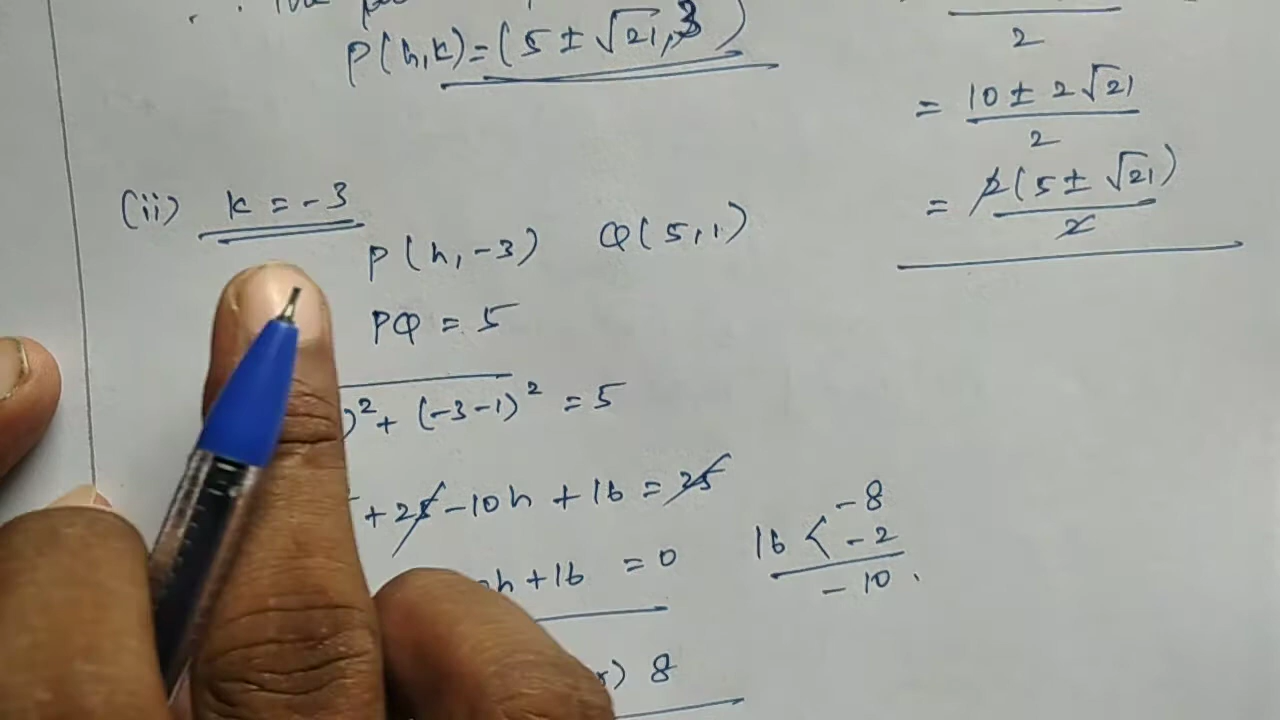 P(h,k)=(5 ± √21, 3)
(ii) k = -3
P(h,-3) Q(5,1)
PQ = 5
)² + (-3-1)² = 5
+25 -10h +16 = 25
h +16 = 0
) 8
2
= 10 ± 2√21
2
= 2(5 ± √21)
2
16 < -8
-2
-10.